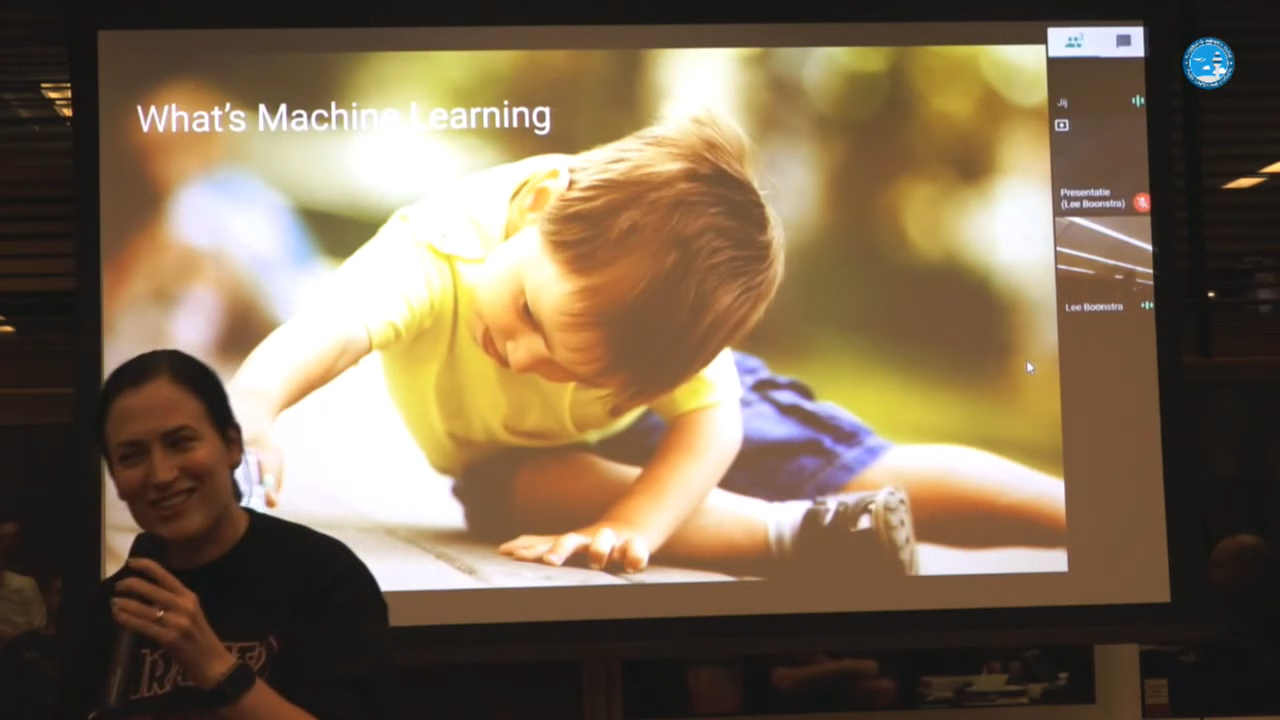 What's Machine Learning
Jij
Presentatie
(Lee Boonstra)
Lee Boonstra